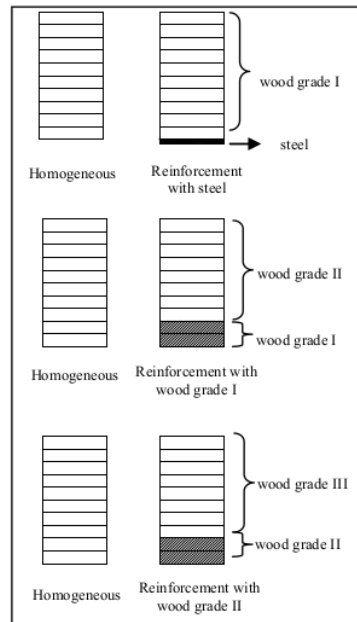 wood grade I
steel
Homogeneous
Reinforcement
with steel
wood grade II
wood grade I
Homogeneous
Reinforcement with
wood grade I
wood grade III
wood grade II
Homogeneous
Reinforcement with
wood grade II